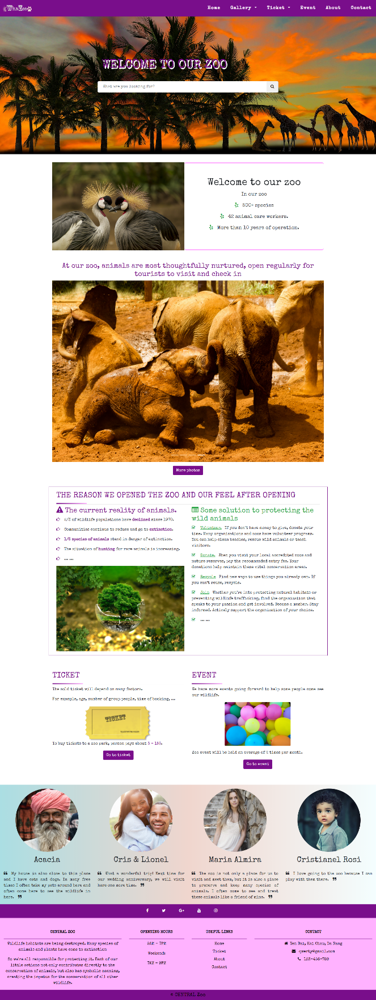 WildZoo
Home Gallery Ticket Event About Contact
WELCOME TO OUR ZOO
What are you looking for?
Welcome to our zoo
In our zoo
500+ species
42 animal care workers.
More than 10 years of operation.
At our zoo, animals are most thoughtfully nurtured, open regularly for
tourists to visit and check in
More photos
THE REASON WE OPENED THE ZOO AND OUR FEEL AFTER OPENING
The current reality of animals.
2/3 of wildlife populations have declined since 1970.
Communities continue to reduce and go to extinction.
1/5 species of animals stand in danger of extinction.
The situation of hunting for rare animals is increasing.
... ...
Some solution to protecting the
wild animals
Volunteer. If you don't have money to give, donate your
time. Many organizations and zoos have volunteer programs.
You can help clean beaches, rescue wild animals or teach
visitors.
Donate. When you visit your local accredited zoos and
nature reserves, pay the recommended entry fee. Your
donations help maintain these vital conservation areas.
Recycle Find new ways to use things you already own. If
you can't reuse, recycle.
Join Whether you're into protecting natural habitats or
preventing wildlife trafficking, find the organization that
speaks to your passion and get involved. Become a member. Stay
informed. Actively support the organization of your choice.
... ...
TICKET
The sold ticket will depend on many factors.
For example, age, number of group people, time of booking, ...
TICKET
To buy tickets to a zoo park, person pays about 5 - 15$.
Go to ticket
EVENT
We have more events going forward to help some people come see
our wildlife.
Zoo event will be held an average of 2 times per month.
Go to event
Acacia
❝ My house is also close to this place
and I have cats and dogs. In many free
times I often take my pets around here and
often come here to see the wildlife in
here. ❞
Cris & Lionel
❝ What a wonderful trip! Next time for
our wedding anniversary, we will visit
here one more time. ❞
Maria Almira
❝ The zoo is not only a place for us to
visit and meet them, but it is also a place
to preserve and keep many species of
animals. I often come to see and treat
these animals like a friend of mine. ❞
Cristianel Rosi
❝ I love going to the zoo because I can
play with them there. ❞
CENTRAL ZOO
Wildlife habitats are being destroyed. Many species of
animals and plants have come to extinction
So we're all responsible for protecting it. Each of our
little actions not only contributes directly to the
conservation of animals, but also has symbolic meaning,
creating the impetus for the conservation of all other
wildlife.
OPENNING HOURS
9AM - 7PM
Weekend:
7AM - 9PM
USEFUL LINKS
Home
Ticket
About
Contact
CONTACT
Yen Bai, Hai Chau, Da Nang
qwerty@gmail.com
123-456-789
© CENTRAL Zoo